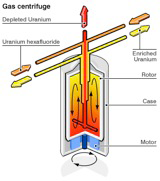 Gas centrifuge
Depleted Uranium
Uranium hexafluoride
Enriched
Uranium
Rotor
Case
Motor